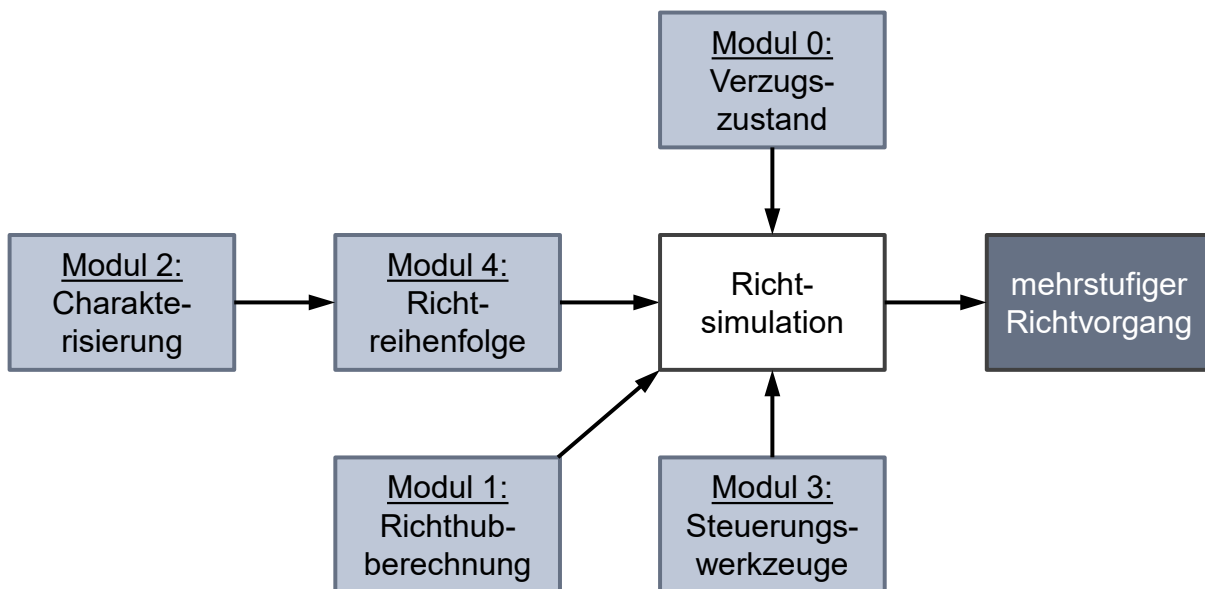 Modul 0:
Verzugs-
zustand
Modul 2:
Charakte-
risierung
Modul 4:
Richt-
reihenfolge
Richt-
simulation
mehrstufiger
Richtvorgang
Modul 1:
Richthub-
berechnung
Modul 3:
Steuerungs-
werkzeuge